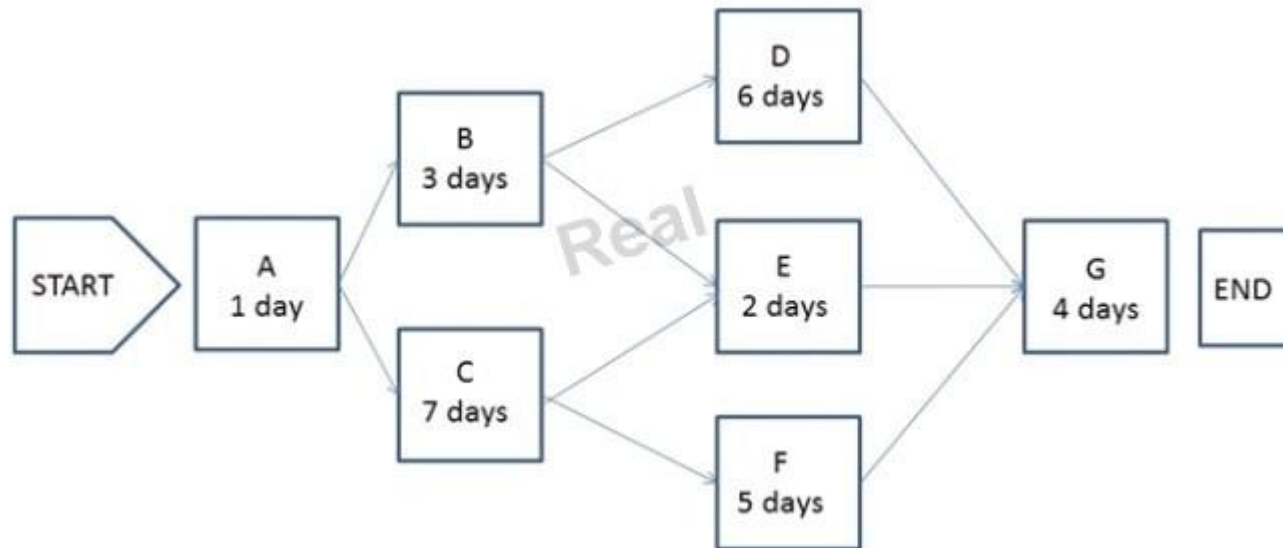 START
A
1 day
B
3 days
C
7 days
D
6 days
E
2 days
F
5 days
G
4 days
END
Real